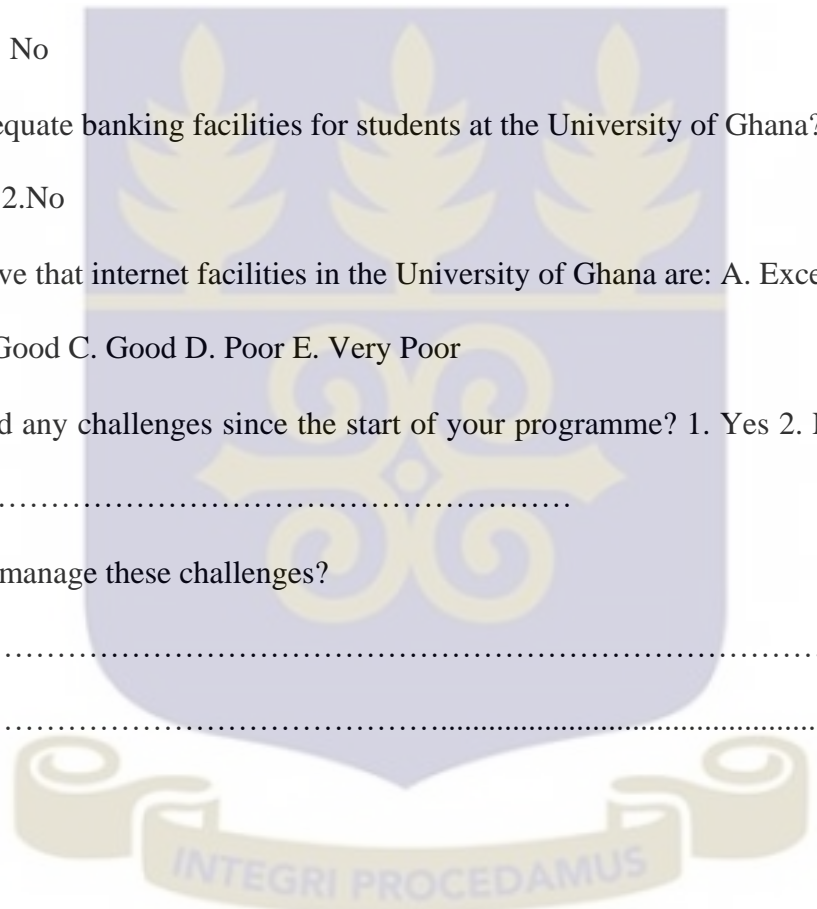 No
equate banking facilities for students at the University of Ghana?
2.No
ve that internet facilities in the University of Ghana are: A. Exce
Good C. Good D. Poor E. Very Poor
d any challenges since the start of your programme? 1. Yes 2.
……………………………………………………
manage these challenges?
…………………………………………………………………………
………………………………………...........................................
INTEGRI PROCEDAMUS